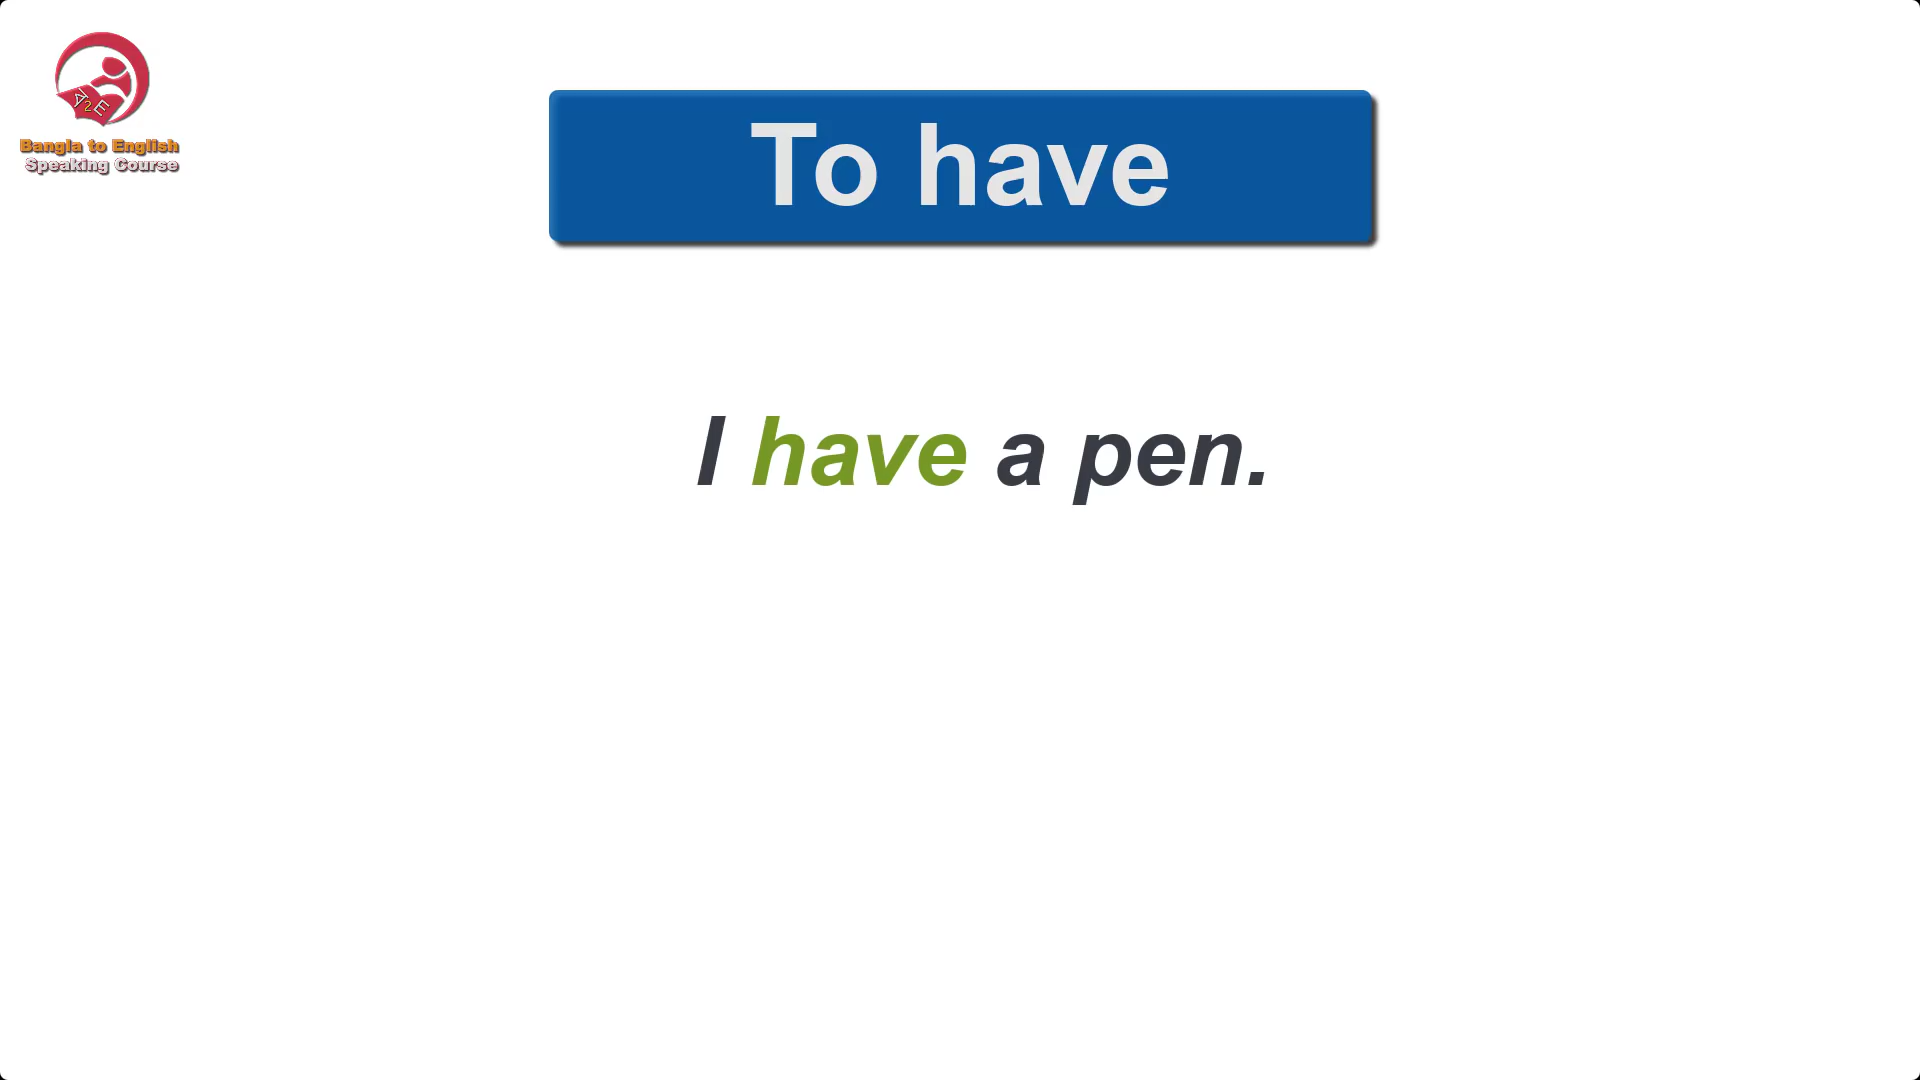 Bangla to English
Speaking Course
To have
I have a pen.